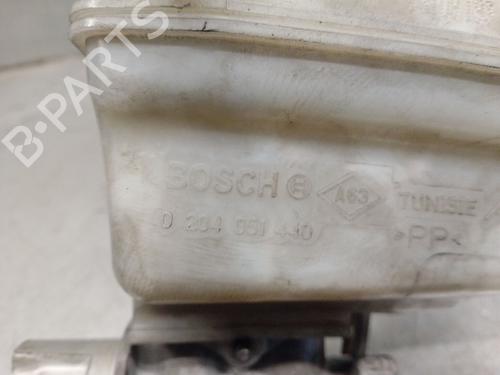 B-PARTS
BOSCH A63 TUNISIE
0 204 051 440
>PP<